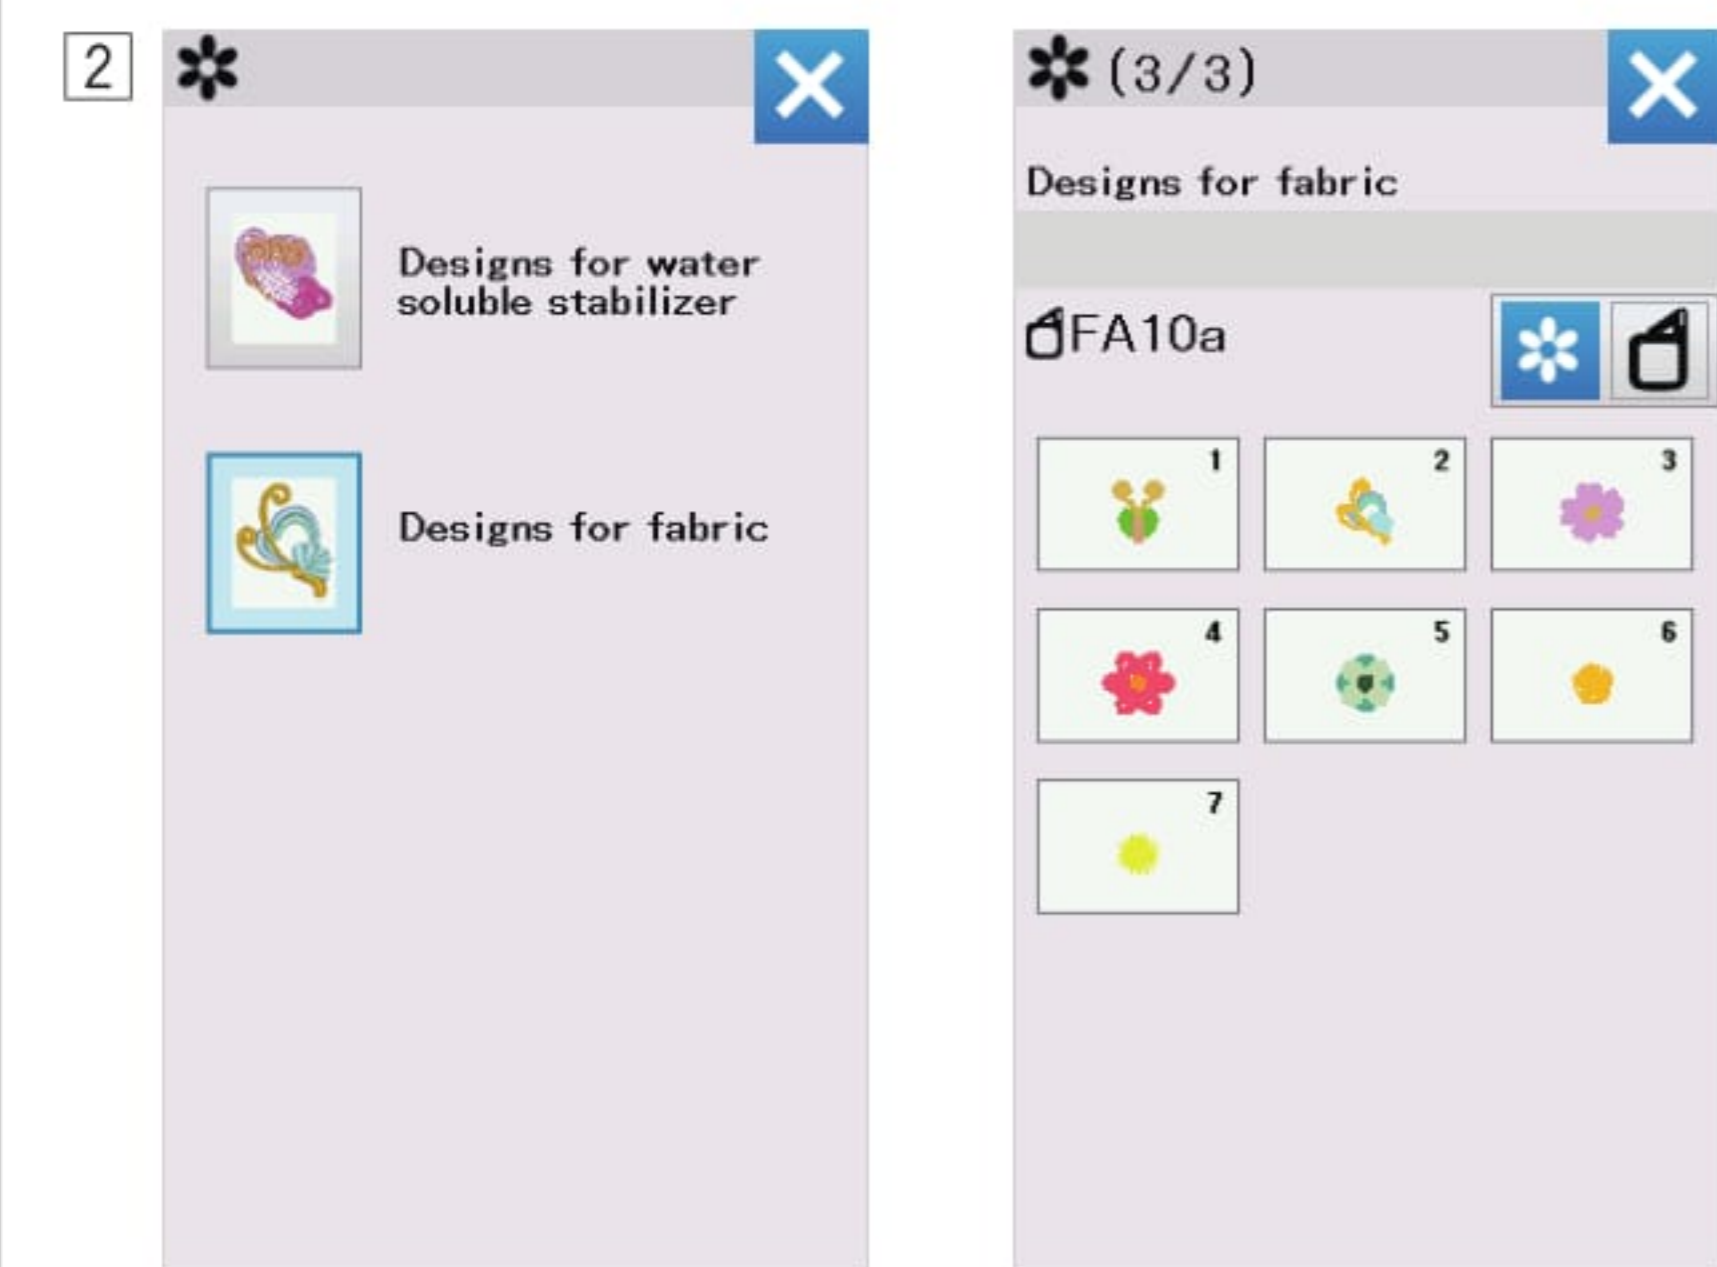 2
Designs for water
soluble stabilizer
Designs for fabric
(3/3)
Designs for fabric
FA10a
1
2
3
4
5
6
7